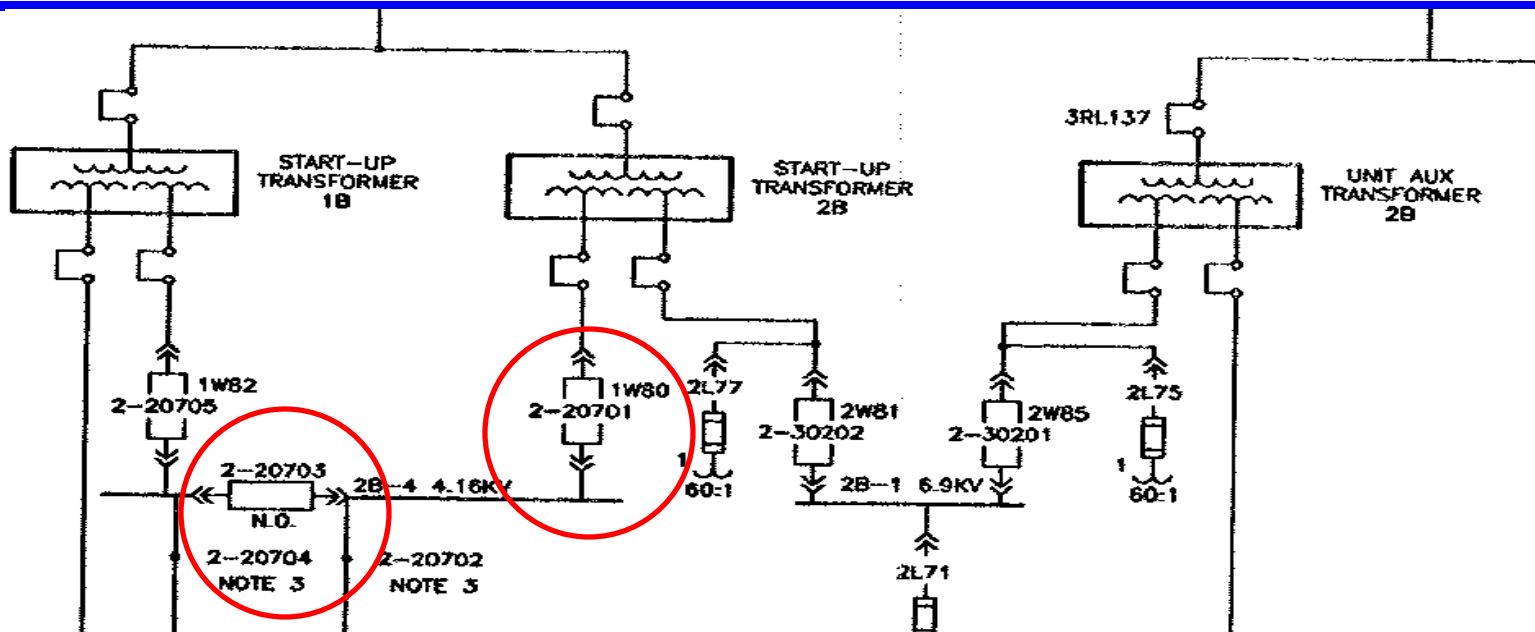 START-UP
TRANSFORMER
1B
START-UP
TRANSFORMER
2B
3RL137
UNIT AUX
TRANSFORMER
2B
1W82
2-20705
1W80
2-20701
2L77
1
60:1
2W81
2-30202
2W85
2-30201
2L75
1
60:1
2-20703
N.O.
2B-4 4.16KV
2B-1 6.9KV
2-20704
NOTE 3
2-20702
NOTE 3
2L71